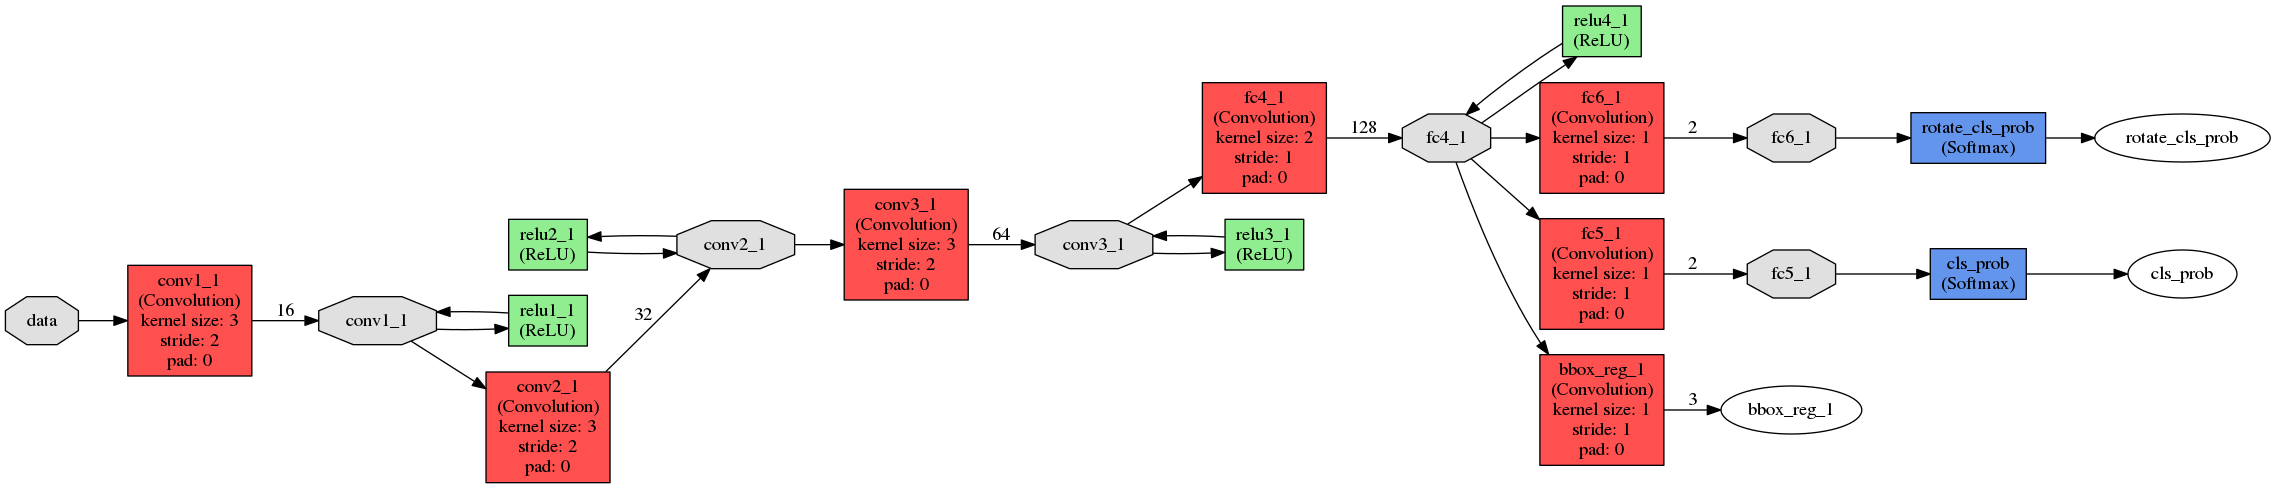 data
conv1_1
(Convolution)
kernel size: 3
stride: 2
pad: 0
16
conv1_1
relu1_1
(ReLU)
conv2_1
(Convolution)
kernel size: 3
stride: 2
pad: 0
32
relu2_1
(ReLU)
conv2_1
conv3_1
(Convolution)
kernel size: 3
stride: 2
pad: 0
64
conv3_1
relu3_1
(ReLU)
fc4_1
(Convolution)
kernel size: 2
stride: 1
pad: 0
128
fc4_1
relu4_1
(ReLU)
fc6_1
(Convolution)
kernel size: 1
stride: 1
pad: 0
2
fc6_1
rotate_cls_prob
(Softmax)
rotate_cls_prob
fc5_1
(Convolution)
kernel size: 1
stride: 1
pad: 0
2
fc5_1
cls_prob
(Softmax)
cls_prob
bbox_reg_1
(Convolution)
kernel size: 1
stride: 1
pad: 0
3
bbox_reg_1